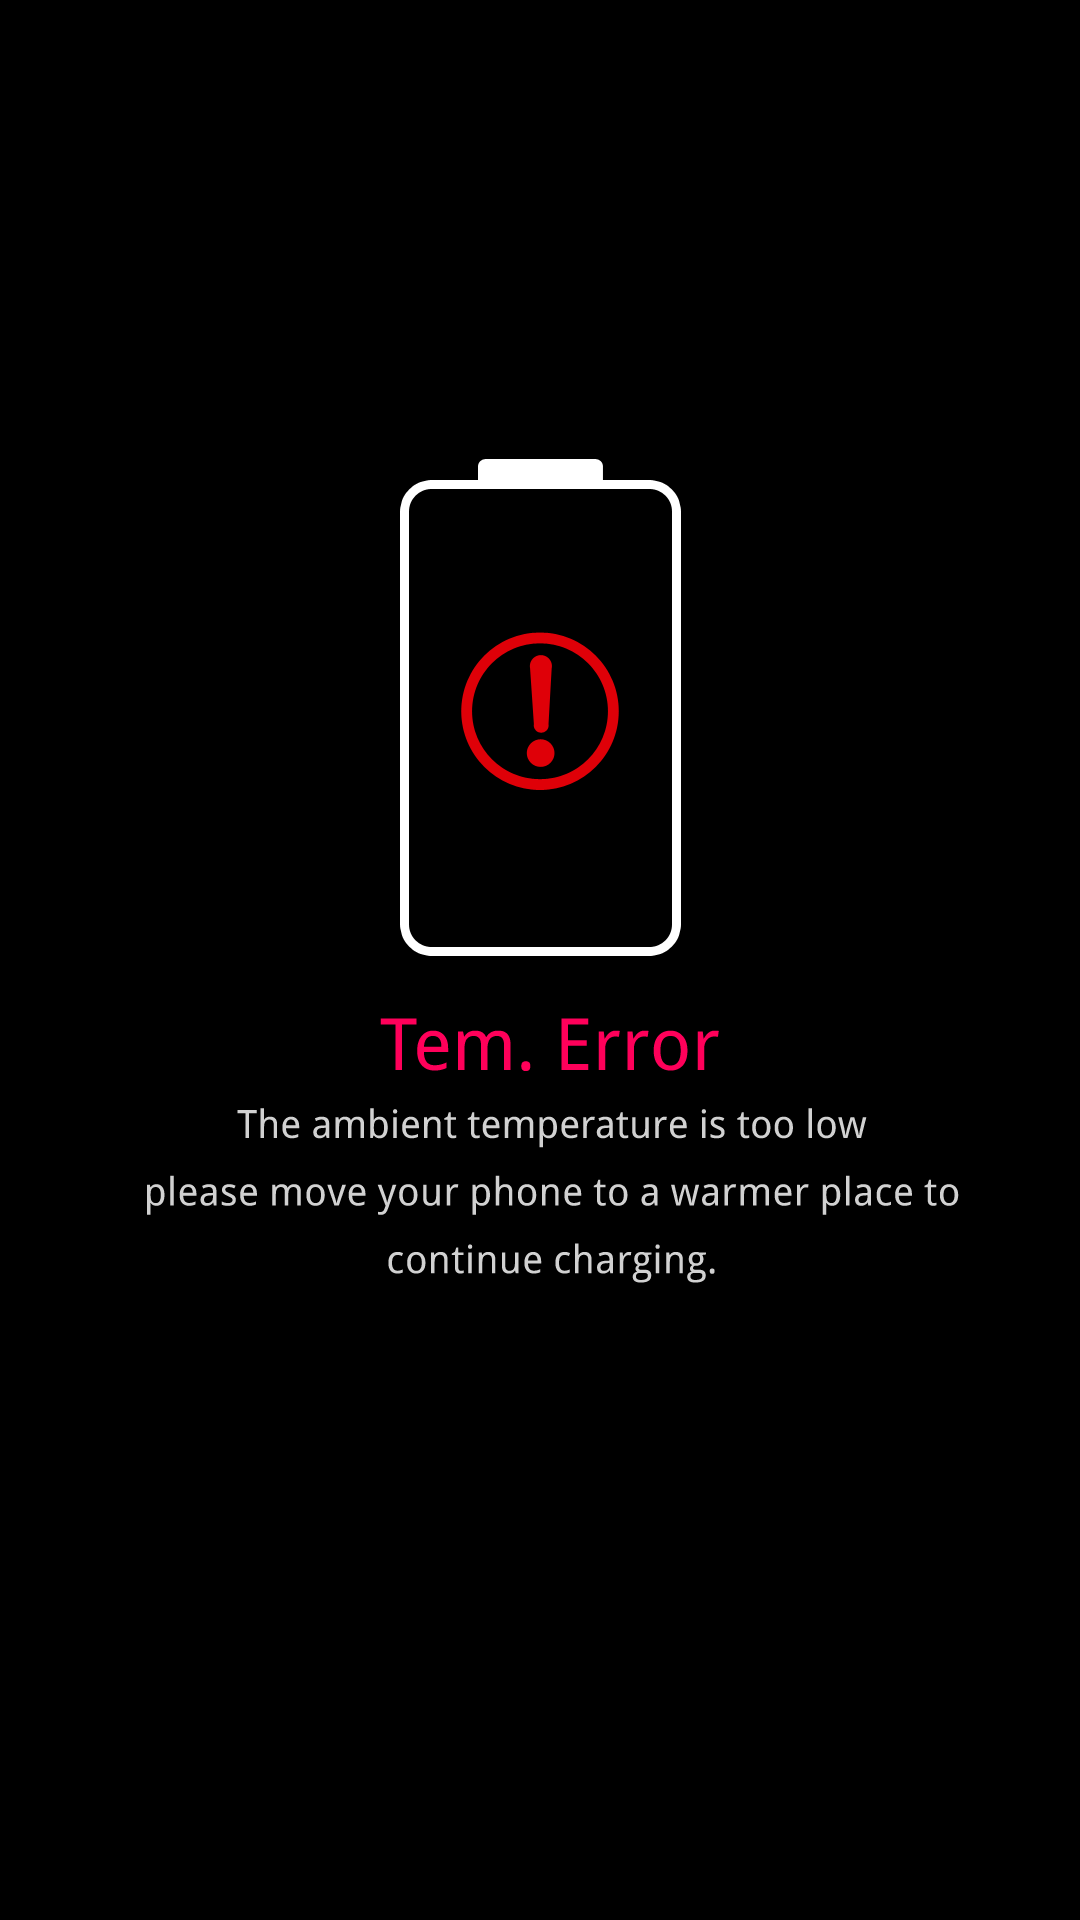 Tem. Error
The ambient temperature is too low
please move your phone to a warmer place to
continue charging.